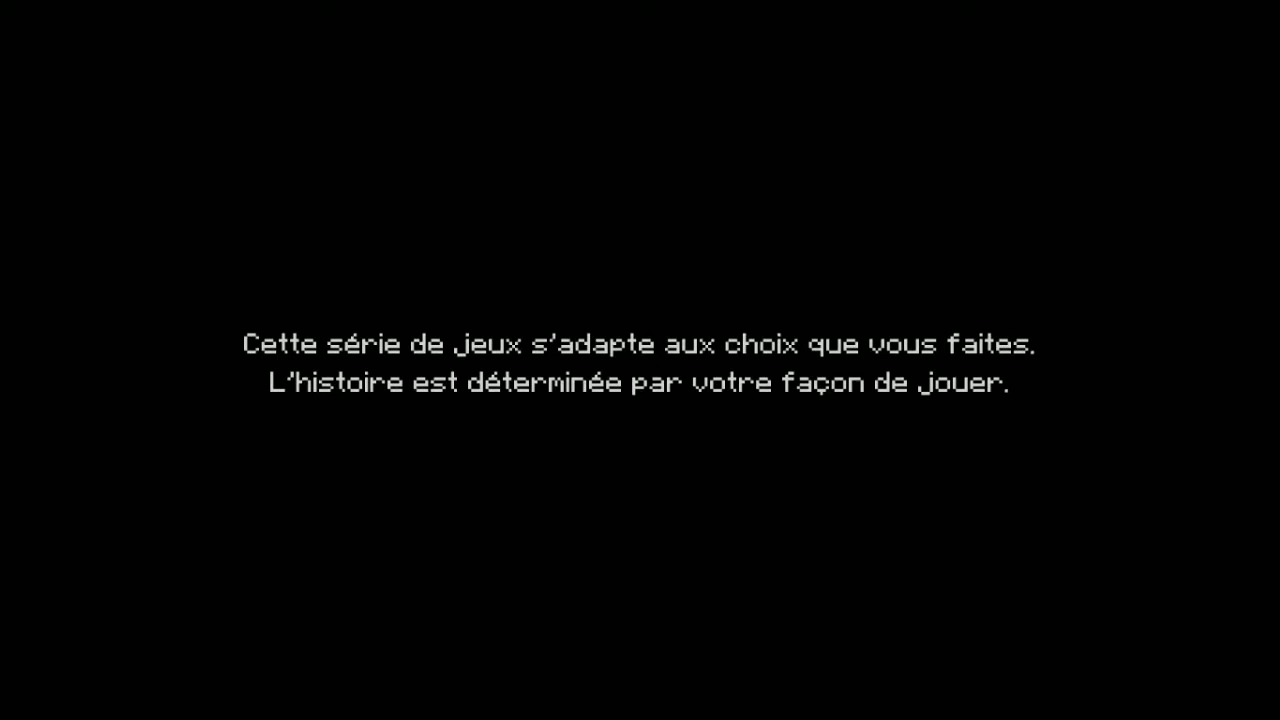 Cette série de jeux s'adapte aux choix que vous faites.
L'histoire est déterminée par votre façon de jouer.